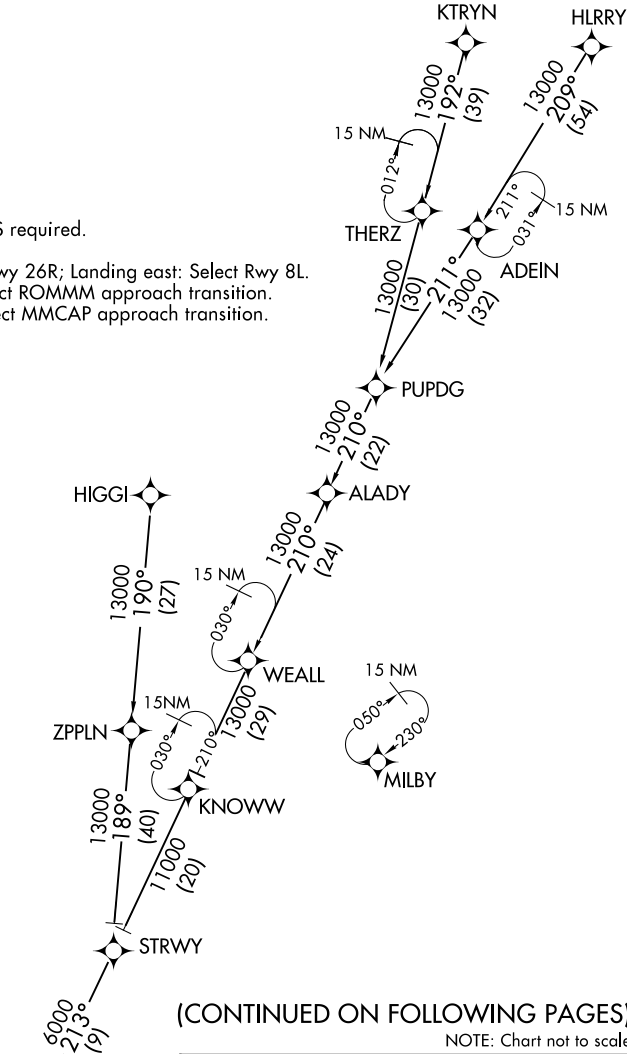 KTRYN
HLRRY
13000
192°
(39)
13000
209°
(54)
15 NM
012°
THERZ
211°
031°
15 NM
ADEIN
S required.
wy 26R; Landing east: Select Rwy 8L.
ct ROMMM approach transition.
ect MMCAP approach transition.
13000
(30)
211°
13000
(32)
PUPDG
13000
210°
(22)
HIGGI
ALADY
13000
210°
(24)
13000
190°
(27)
15 NM
030°
WEALL
13000
(29)
15 NM
050°
230°
MILBY
ZPPLN
15NM
030°
210°
KNOWW
13000
189°
(40)
11000
(20)
STRWY
6000
213°
(9)
(CONTINUED ON FOLLOWING PAGES)
NOTE: Chart not to scale